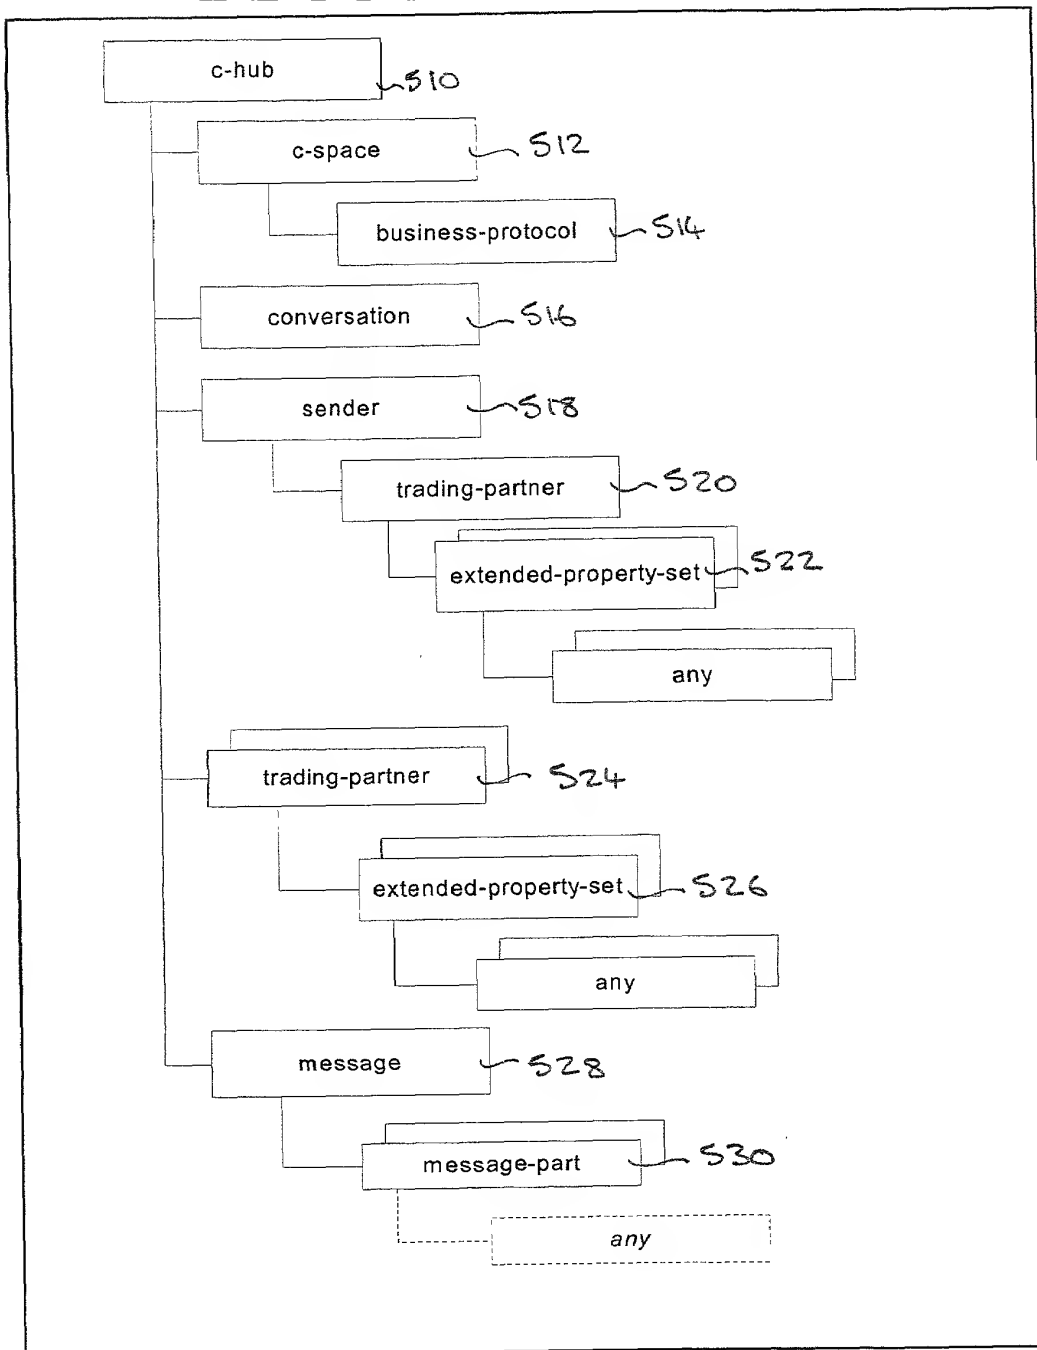 c-hub 510
c-space 512
business-protocol 514
conversation 516
sender 518
trading-partner 520
extended-property-set 522
any
trading-partner 524
extended-property-set 526
any
message 528
message-part 530
any